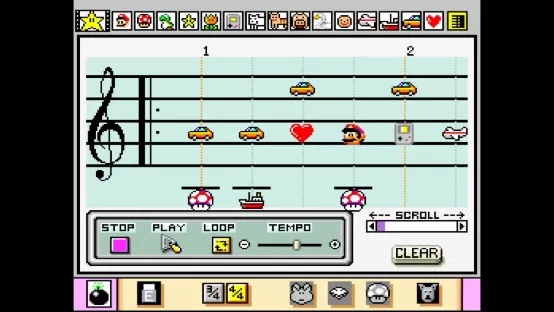 1 2
STOP PLAY LOOP TEMPO
<-- SCROLL -->
CLEAR
3/4 4/4